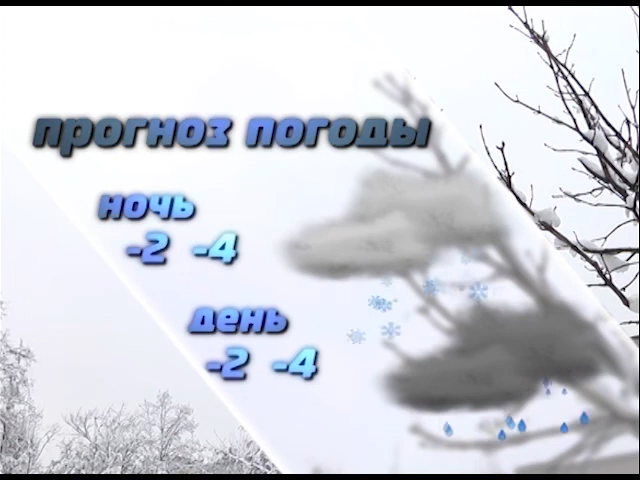 прогноз погоды
ночь
-2 -4
день
-2 -4